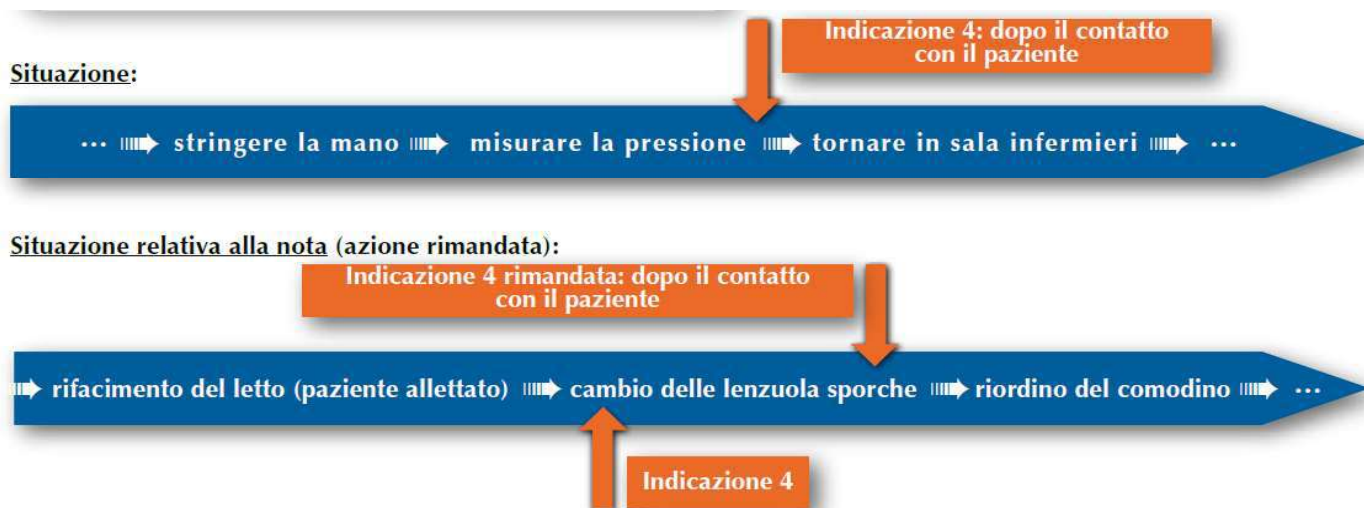 Indicazione 4: dopo il contatto
con il paziente
Situazione:
... stringere la mano misurare la pressione tornare in sala infermieri ...
Situazione relativa alla nota (azione rimandata):
Indicazione 4 rimandata: dopo il contatto
con il paziente
rifacimento del letto (paziente allettato) cambio delle lenzuola sporche riordino del comodino ...
Indicazione 4